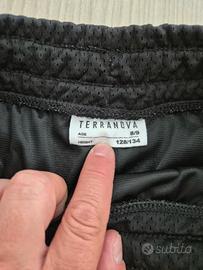 TERRANOVA
AGE 8/9
HEIGHT 128/134
subito